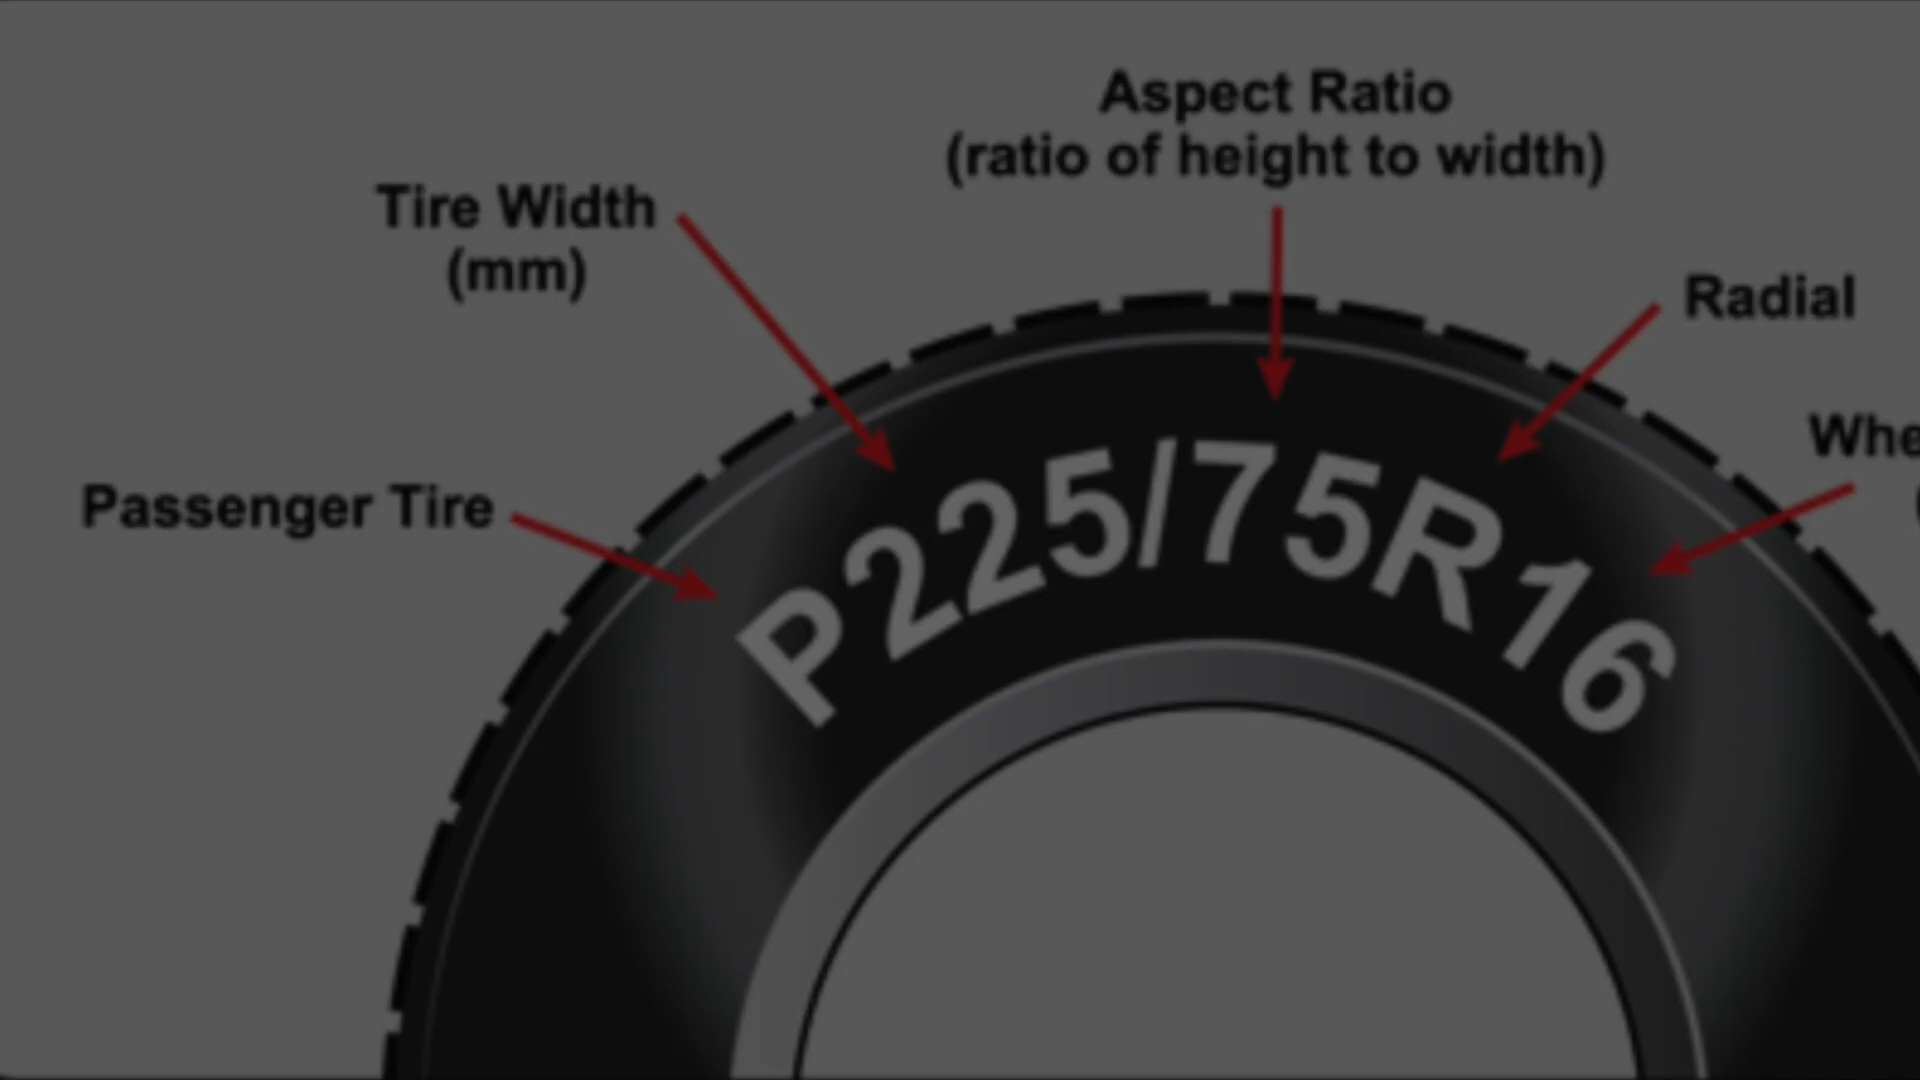 Aspect Ratio
(ratio of height to width)
Tire Width
(mm)
Radial
Passenger Tire
P225/75R16